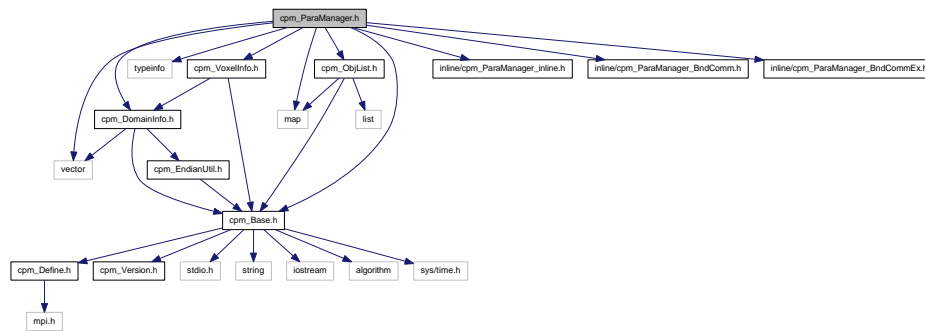 cpm_ParaManager.h
typeinfo
cpm_VoxelInfo.h
cpm_ObjList.h
inline/cpm_ParaManager_inline.h
inline/cpm_ParaManager_BndComm.h
inline/cpm_ParaManager_BndCommEx.h
cpm_DomainInfo.h
map
list
vector
cpm_EndianUtil.h
cpm_Base.h
cpm_Define.h
cpm_Version.h
stdio.h
string
iostream
algorithm
sys/time.h
mpi.h